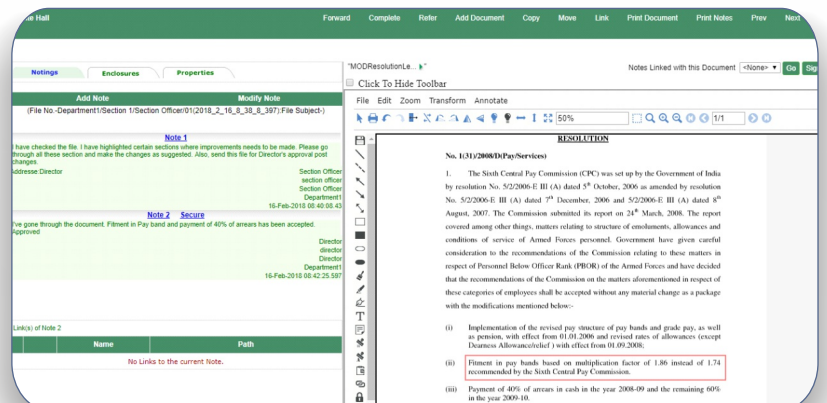 te Hall
Forward Complete Refer Add Document Copy Move Link Print Document Print Notes Prev Next
Notings Enclosures Properties
Add Note Modify Note
(File No.-Department1/Section 1/Section Officer/01(2018_2_16_8_38_8_397):File Subject-)
Note 1
I have checked the file. I have highlighted certain sections where improvements needs to be made. Please go
through all these section and make the changes as suggested. Also, send this file for Director's approval post
changes.
Addresse:Director
Section Officer
section officer
Section Officer
Department1
16-Feb-2018 08:40 08:43
Note 2 Secure
I've gone through the document. Fitment in Pay band and payment of 40% of arrears has been accepted.
Approved
Director
director
Director
Department1
16-Feb-2018 08:42:25.597
Link(s) of Note 2
Name Path
No Links to the current Note.
"MODResolutionLe... "
Notes Linked with this Document <None> Go Sig
Click To Hide Toolbar
File Edit Zoom Transform Annotate
50%
1/1
RESOLUTION
No. 1(31)/2008/D(Pay/Services)
1. The Sixth Central Pay Commission (CPC) was set up by the Government of India
by resolution No. 5/2/2006-E III (A) dated 5th October, 2006 as amended by resolution
No. 5/2/2006-E III (A) dated 7th December, 2006 and 5/2/2006-E III (A) dated 8th
August, 2007. The Commission submitted its report on 24th March, 2008. The report
covered among other things, matters relating to structure of emoluments, allowances and
conditions of service of Armed Forces personnel. Government have given careful
consideration to the recommendations of the Commission relating to these matters in
respect of Personnel Below Officer Rank (PBOR) of the Armed Forces and have decided
that the recommendations of the Commission on the matters aforementioned in respect of
these categories of employees shall be accepted without any material change as a package
with the modifications mentioned below:-
(i) Implementation of the revised pay structure of pay bands and grade pay, as well
as pension, with effect from 01.01.2006 and revised rates of allowances (except
Dearness Allowance/relief ) with effect from 01.09.2008;
(ii) Fitment in pay bands based on multiplication factor of 1.86 instead of 1.74
recommended by the Sixth Central Pay Commission.
(iii) Payment of 40% of arrears in cash in the year 2008-09 and the remaining 60%
in the year 2009-10.